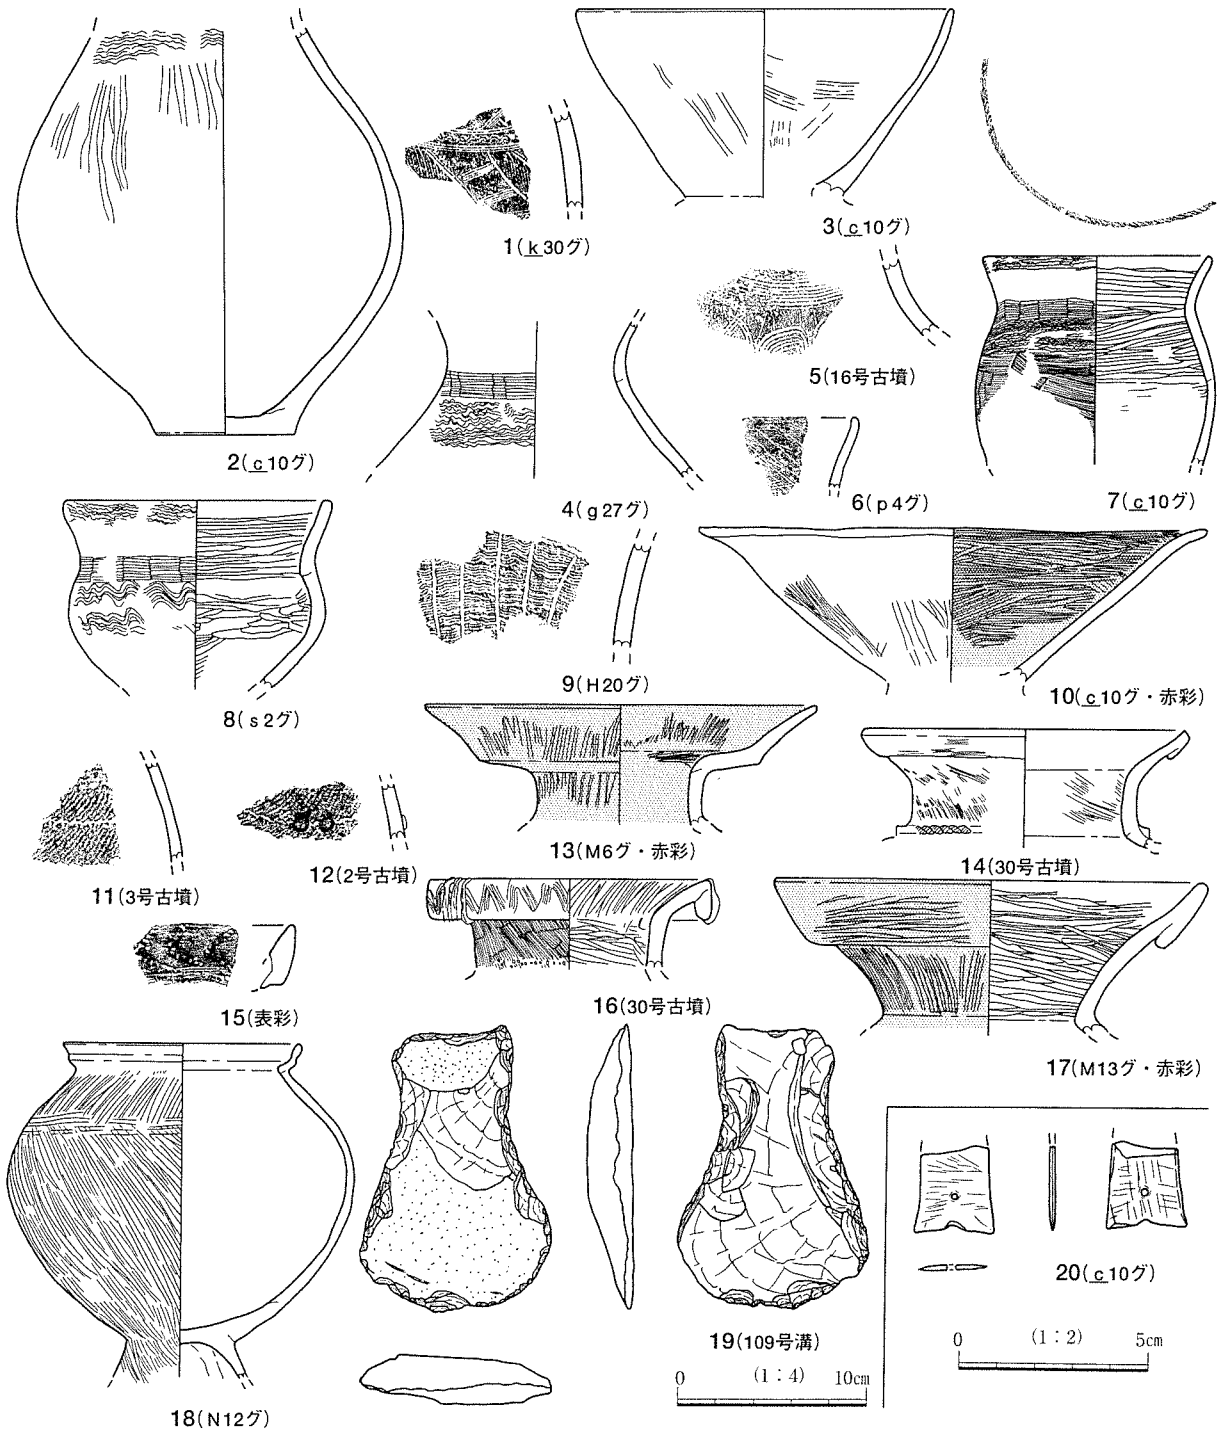 1(k30グ)
3(c10グ)
5(16号古墳)
2(c10グ)
4(g27グ)
6(p4グ)
7(c10グ)
8(s2グ)
9(H20グ)
10(c10グ・赤彩)
11(3号古墳)
12(2号古墳)
13(M6グ・赤彩)
14(30号古墳)
15(表彩)
16(30号古墳)
17(M13グ・赤彩)
18(N12グ)
19(109号溝)
0 (1:4) 10cm
20(c10グ)
0 (1:2) 5cm